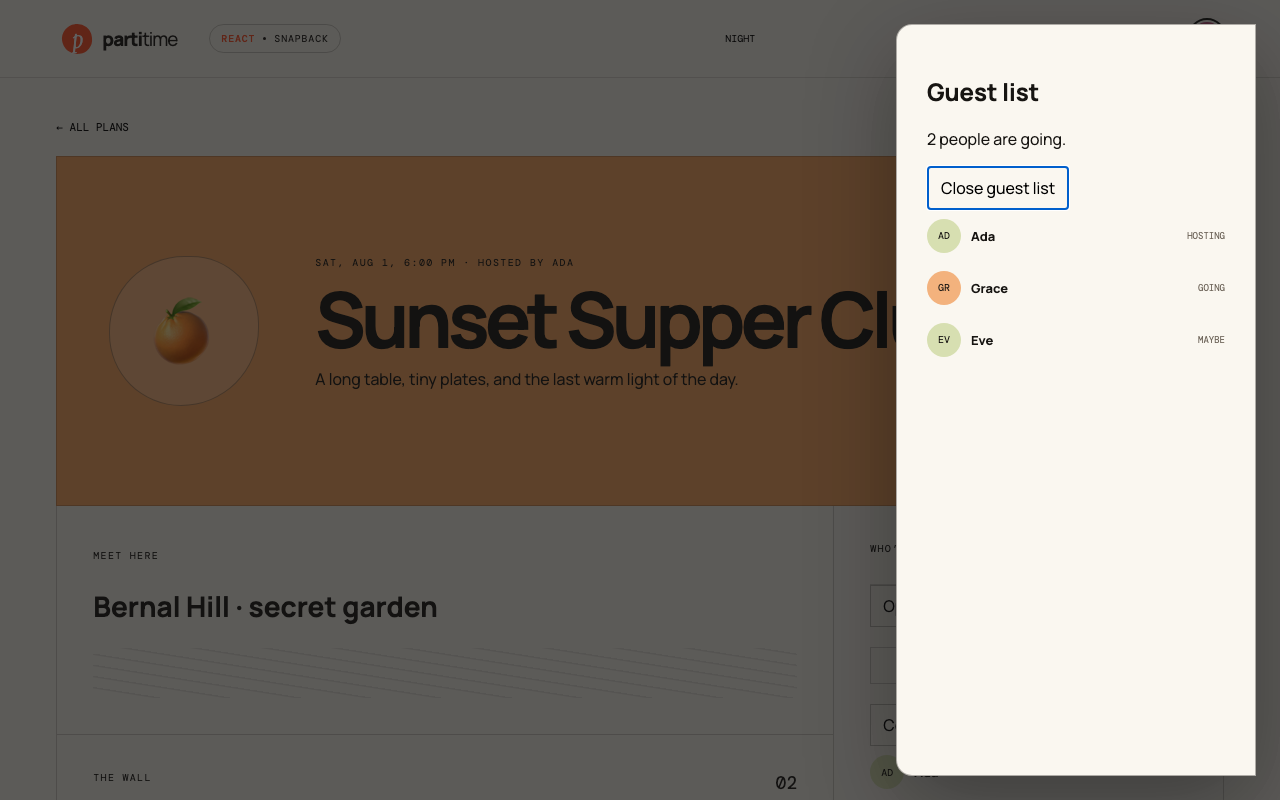 partitime
REACT • SNAPBACK
NIGHT
← ALL PLANS
SAT, AUG 1, 6:00 PM · HOSTED BY ADA
Sunset Supper
A long table, tiny plates, and the last warm light of the day.
MEET HERE
Bernal Hill · secret garden
THE WALL
02
AD
Guest list
2 people are going.
Close guest list
AD Ada HOSTING
GR Grace GOING
EV Eve MAYBE